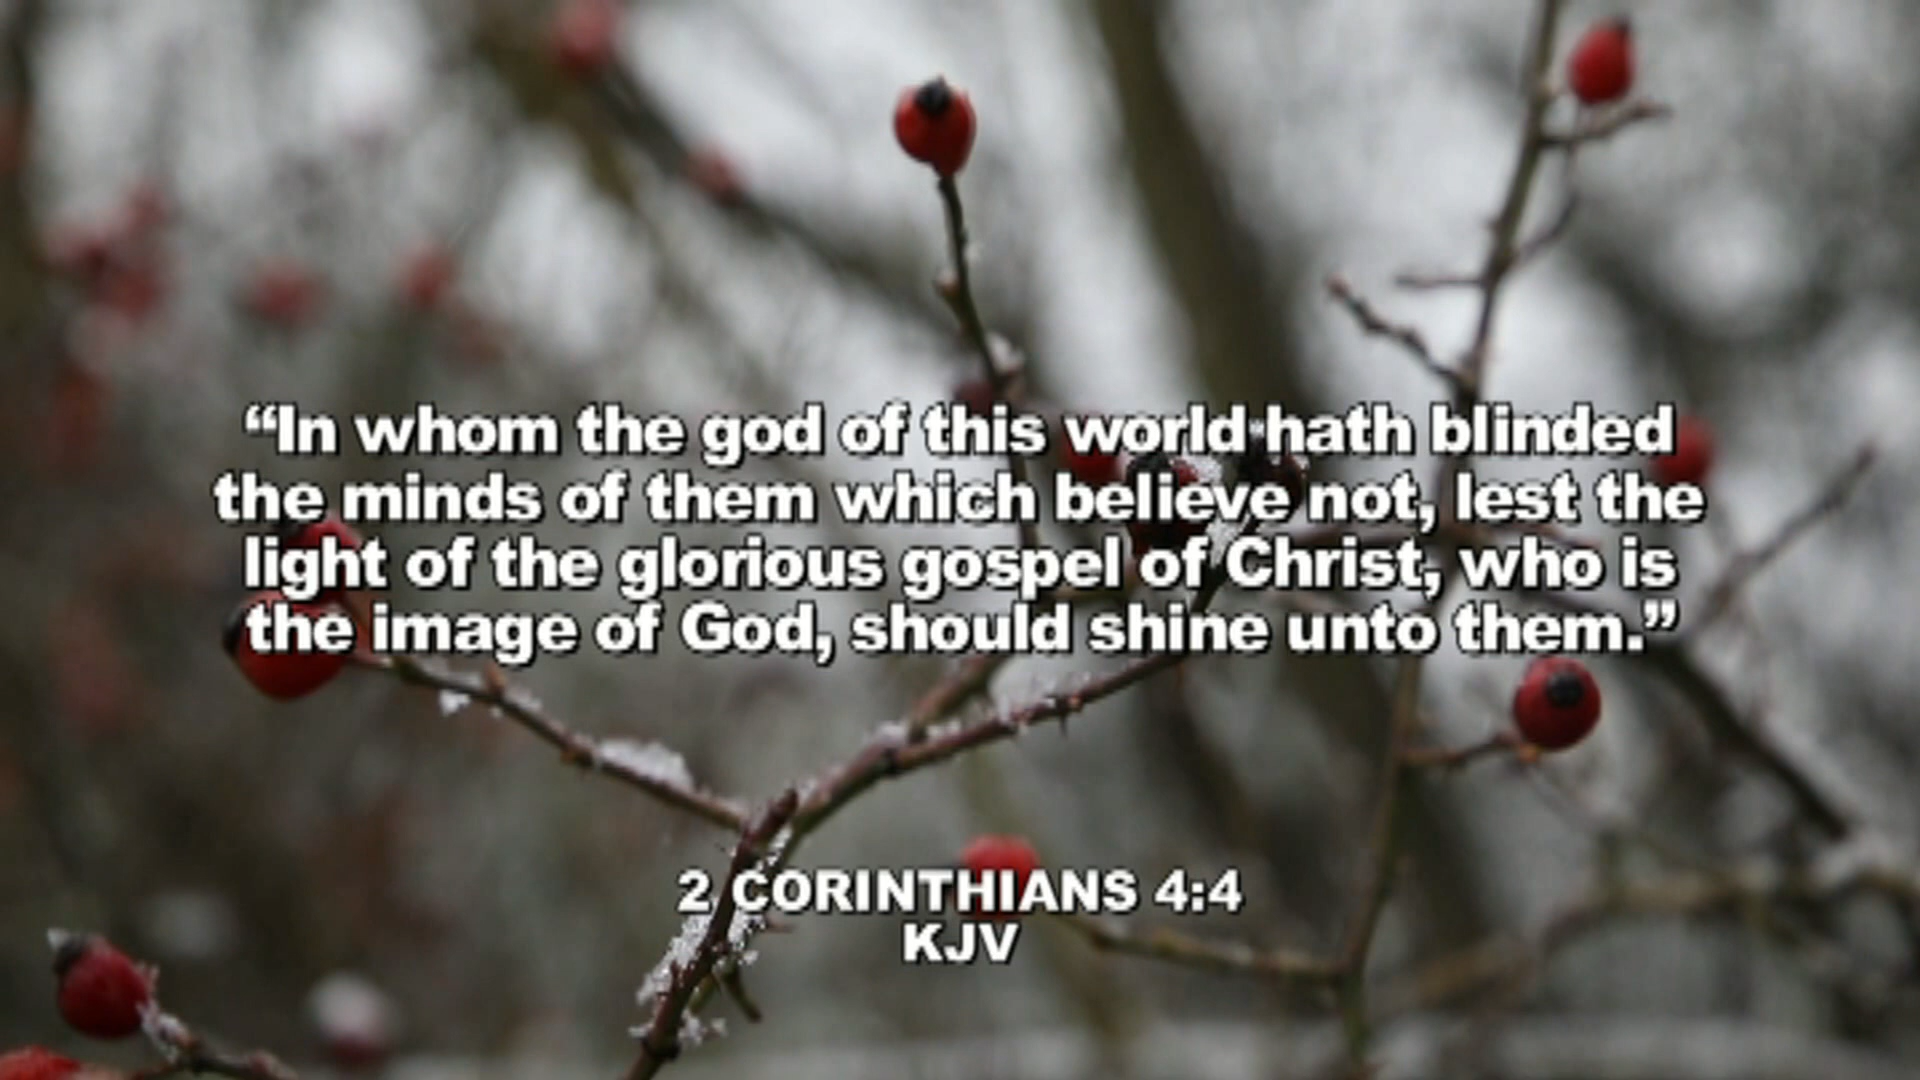 “In whom the god of this world hath blinded
the minds of them which believe not, lest the
light of the glorious gospel of Christ, who is
the image of God, should shine unto them.”
2 CORINTHIANS 4:4
KJV